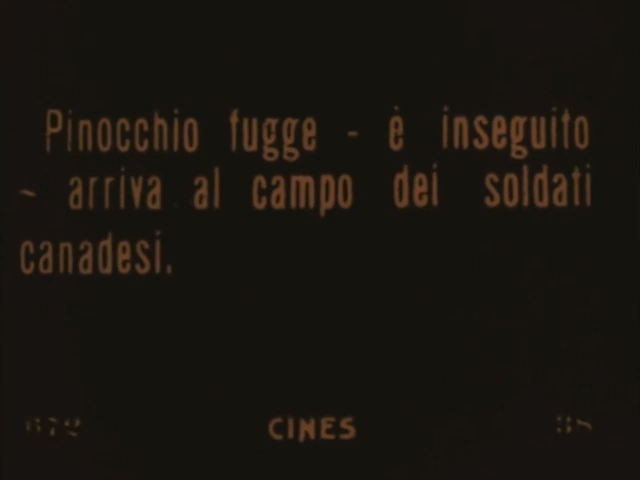 Pinocchio fugge - è inseguito
- arriva al campo dei soldati
canadesi.
CINES